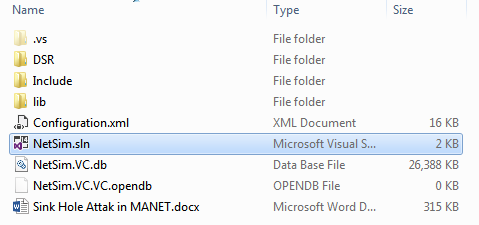 Name Type Size
.vs File folder
DSR File folder
Include File folder
lib File folder
Configuration.xml XML Document 16 KB
NetSim.sln Microsoft Visual S... 2 KB
NetSim.VC.db Data Base File 26,388 KB
NetSim.VC.VC.opendb OPENDB File 0 KB
Sink Hole Attak in MANET.docx Microsoft Word D... 315 KB